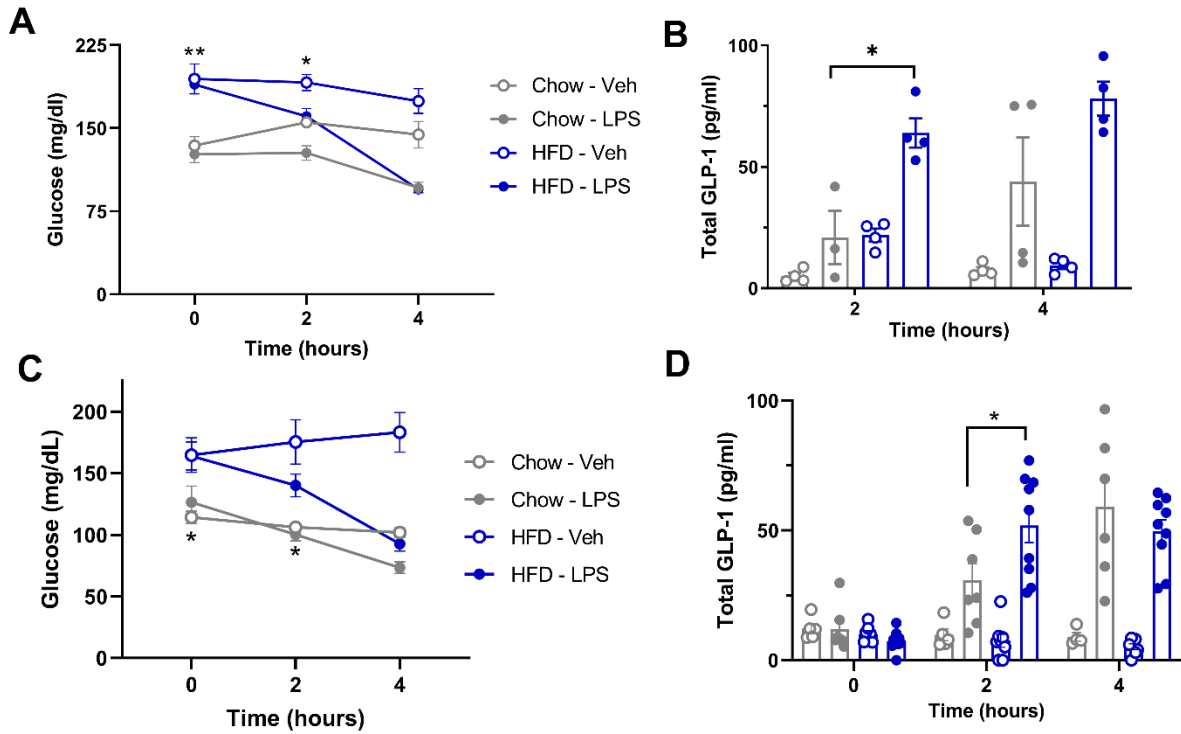 A
225
150
75
0
Glucose (mg/dl)
**
*
0
2
4
Time (hours)
Chow - Veh
Chow - LPS
HFD - Veh
HFD - LPS
B
100
50
0
Total GLP-1 (pg/ml)
*
2
4
Time (hours)
C
200
150
100
50
0
Glucose (mg/dL)
*
*
0
2
4
Time (hours)
Chow - Veh
Chow - LPS
HFD - Veh
HFD - LPS
D
100
50
0
Total GLP-1 (pg/ml)
*
0
2
4
Time (hours)